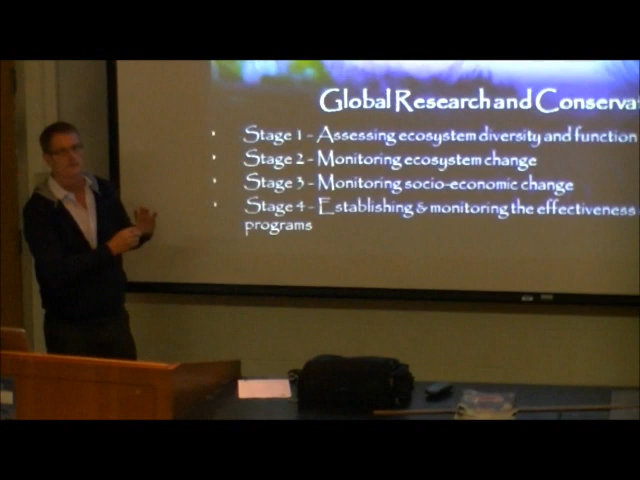 Global Research and Conserva
• Stage 1 - Assessing ecosystem diversity and function
• Stage 2 - Monitoring ecosystem change
• Stage 3 - Monitoring socio-economic change
• Stage 4 - Establishing & monitoring the effectiveness
programs